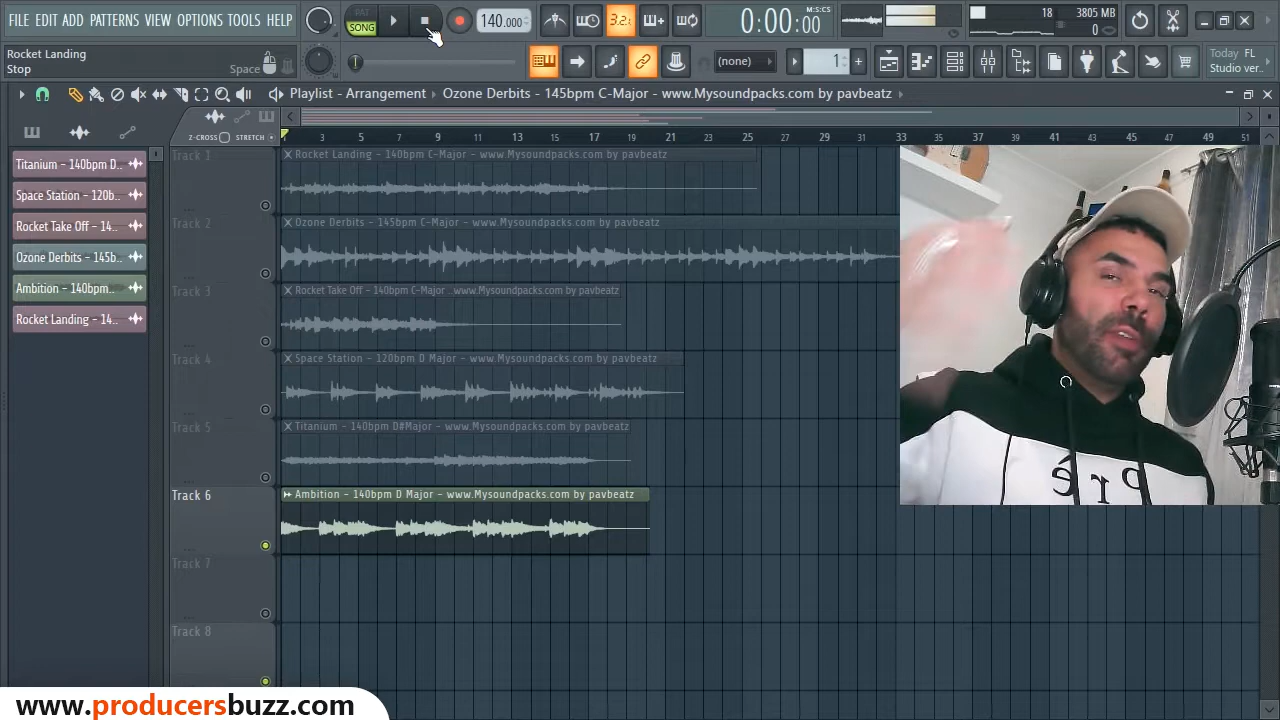 FILE EDIT ADD PATTERNS VIEW OPTIONS TOOLS HELP
PAT
SONG
140.000
3.2
0:00:00
M:S:CS
18
3805 MB
0
Rocket Landing
Stop
Space
(none)
1
Today FL
Studio ver..
Playlist - Arrangement
Ozone Derbits - 145bpm C-Major - www.Mysoundpacks.com by pavbeatz
Z-CROSS
STRETCH
3 5 7 9 11 13 15 17 19 21 23 25 27 29 31 33 35 37 39 41 43 45 47 49 51
Titanium - 140bpm D..
Space Station - 120b..
Rocket Take Off - 14..
Ozone Derbits - 145b..
Ambition - 140bpm..
Rocket Landing - 14..
Track 1
Rocket Landing - 140bpm C-Major - www.Mysoundpacks.com by pavbeatz
Track 2
Ozone Derbits - 145bpm C-Major - www.Mysoundpacks.com by pavbeatz
Track 3
Rocket Take Off - 140bpm C-Major ..www.Mysoundpacks.com by pavbeatz
Track 4
Space Station - 120bpm D Major - www.Mysoundpacks.com by pavbeatz
Track 5
Titanium - 140bpm D#Major - www.Mysoundpacks.com by pavbeatz
Track 6
Ambition - 140bpm D Major - www.Mysoundpacks.com by pavbeatz
Track 7
Track 8
www.producersbuzz.com